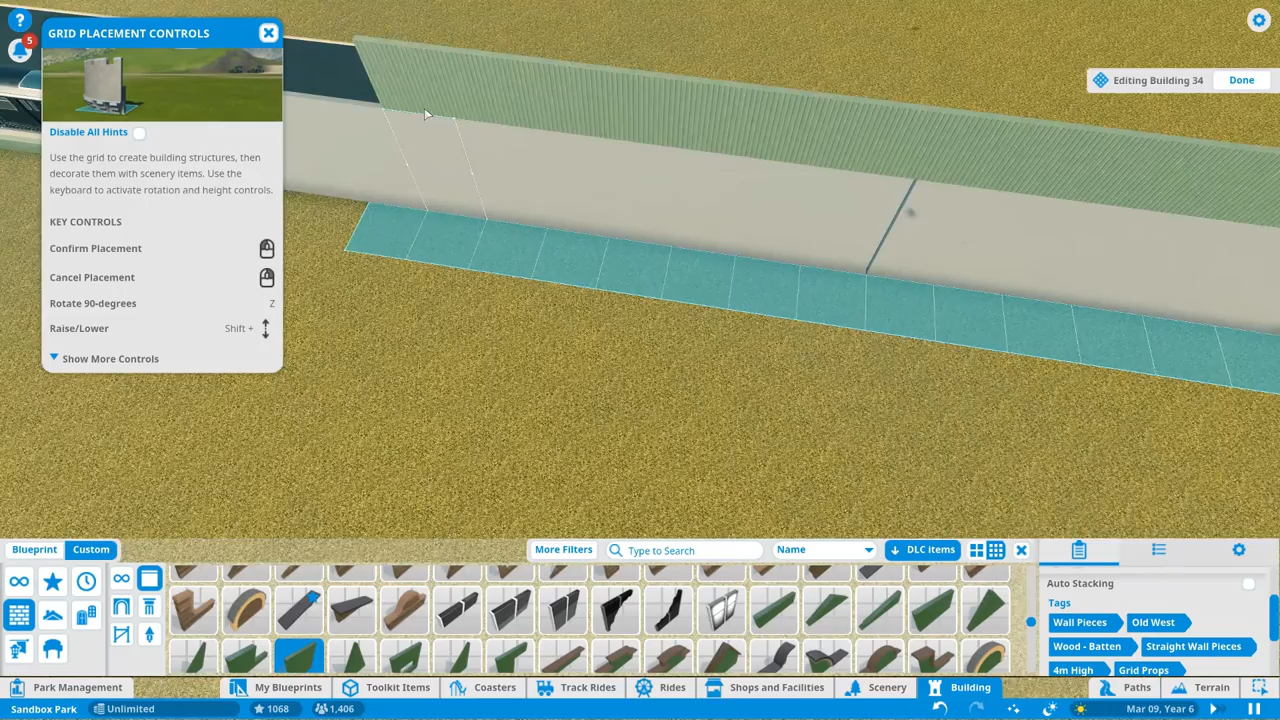 GRID PLACEMENT CONTROLS
5
Disable All Hints
Use the grid to create building structures, then
decorate them with scenery items. Use the
keyboard to activate rotation and height controls.
KEY CONTROLS
Confirm Placement
Cancel Placement
Rotate 90-degrees Z
Raise/Lower Shift +
Show More Controls
Editing Building 34 Done
Blueprint Custom More Filters Type to Search Name DLC items
Auto Stacking
Tags
Wall Pieces Old West
Wood - Batten Straight Wall Pieces
4m High Grid Props
Park Management My Blueprints Toolkit Items Coasters Track Rides Rides Shops and Facilities Scenery Building Paths Terrain
Sandbox Park Unlimited 1068 1,406 Mar 09, Year 6